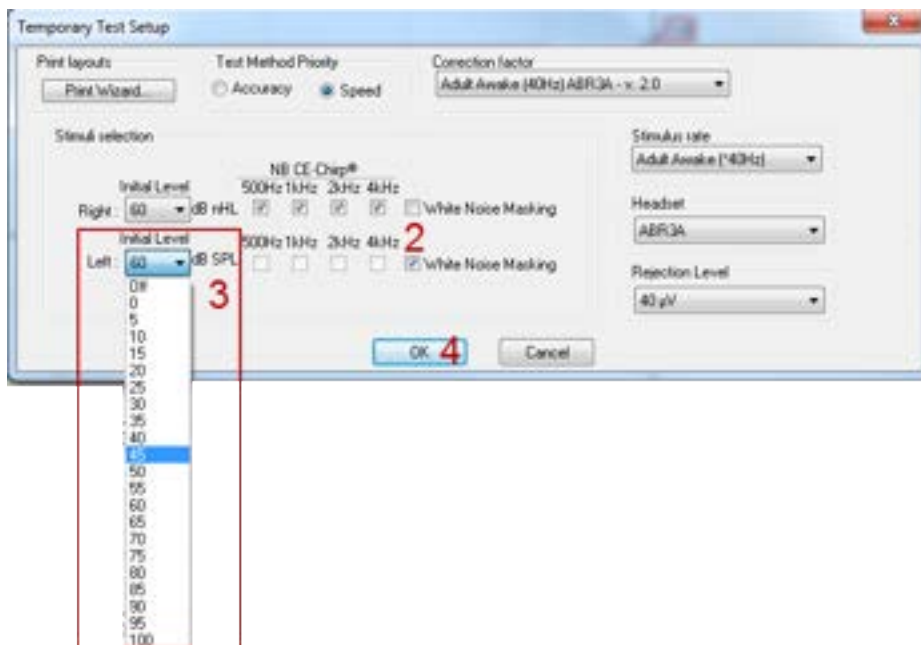 Temporary Test Setup
Print layouts Test Method Priority Correction factor
Print Wizard... Accuracy Speed Adult Awake (40Hz) ABR3A - v. 2.0
Stimuli selection Stimulus rate
NB CE-Chirp® Adult Awake (~40Hz)
Initial Level 500Hz 1kHz 2kHz 4kHz
Right : 60 dB nHL White Noise Masking Headset
Initial Level 500Hz 1kHz 2kHz 4kHz 2 ABR3A
Left : 60 dB SPL White Noise Masking
Rejection Level
Off 3 40 µV
0
5
10
15 OK 4 Cancel
20
25
30
35
40
45
50
55
60
65
70
75
80
85
90
95
100